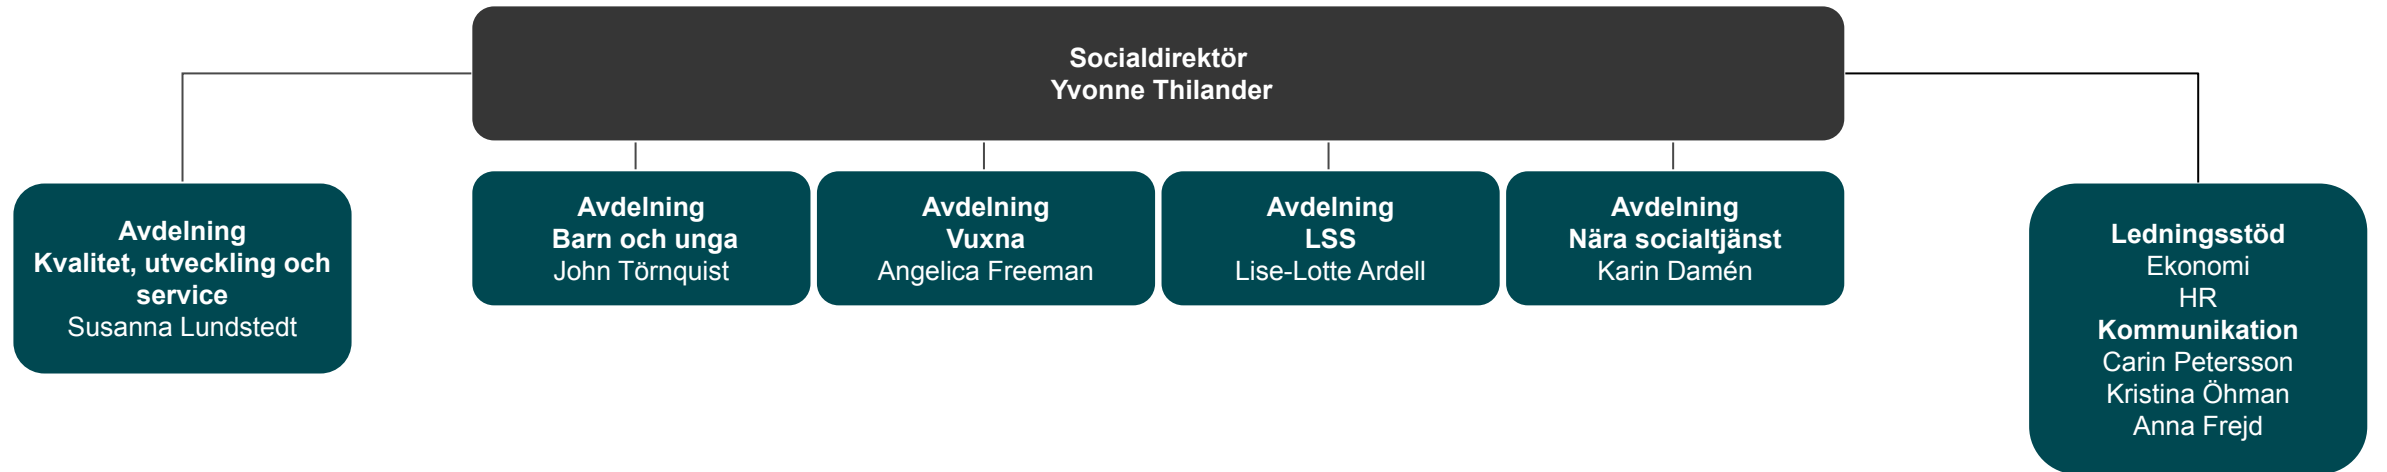 Socialdirektör
Yvonne Thilander
Avdelning
Kvalitet, utveckling och
service
Susanna Lundstedt
Avdelning
Barn och unga
John Törnquist
Avdelning
Vuxna
Angelica Freeman
Avdelning
LSS
Lise-Lotte Ardell
Avdelning
Nära socialtjänst
Karin Damén
Ledningsstöd
Ekonomi
HR
Kommunikation
Carin Petersson
Kristina Öhman
Anna Frejd